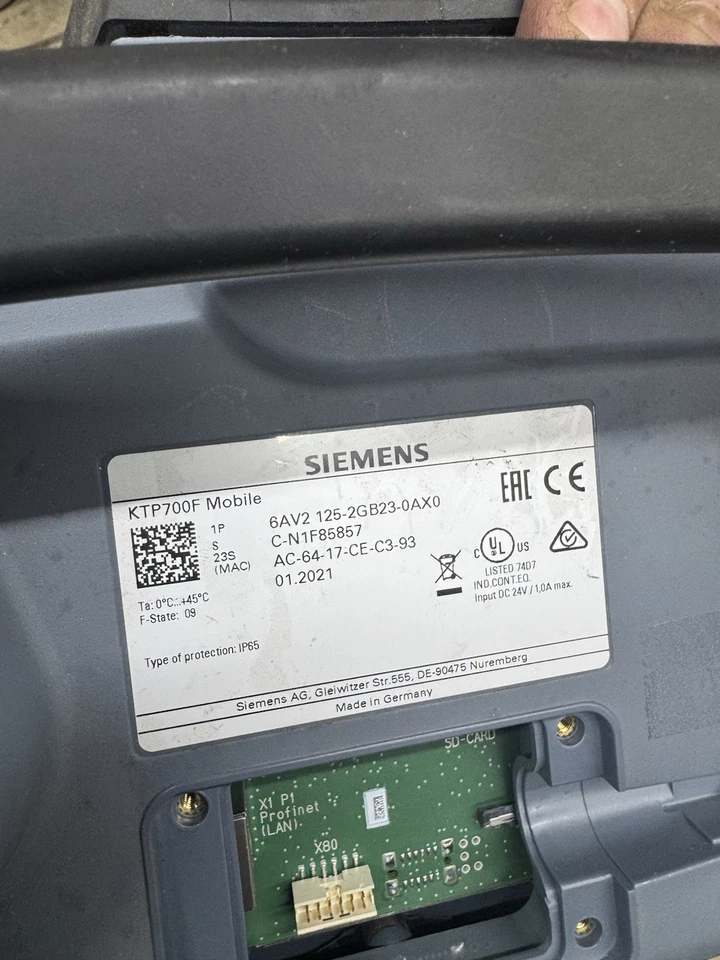 SIEMENS
KTP700F Mobile
EAC CE
1P 6AV2 125-2GB23-0AX0
S C-N1F85857
23S (MAC) AC-64-17-CE-C3-93
01.2021
C UL US
LISTED 74D7
IND.CONT.EQ.
Input DC 24V / 1,0A max.
Ta: 0°C...+45°C
F-State: 09
Type of protection: IP65
Siemens AG, Gleiwitzer Str.555, DE-90475 Nuremberg
Made in Germany
SD-CARD
X1 P1
Profinet
(LAN)
X80